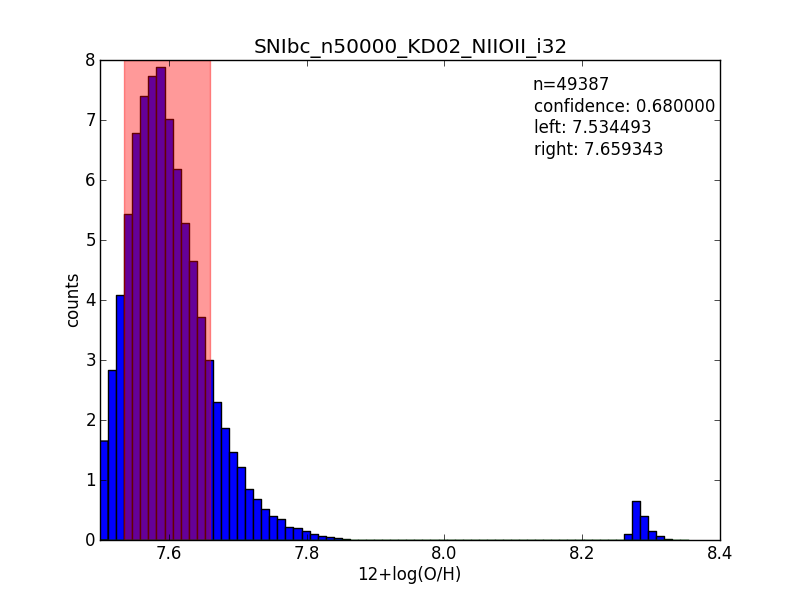 SNIbc_n50000_KD02_NIIOII_i32
n=49387
confidence: 0.680000
left: 7.534493
right: 7.659343
8
7
6
5
4
3
2
1
0
counts
7.6 7.8 8.0 8.2 8.4
12+log(O/H)